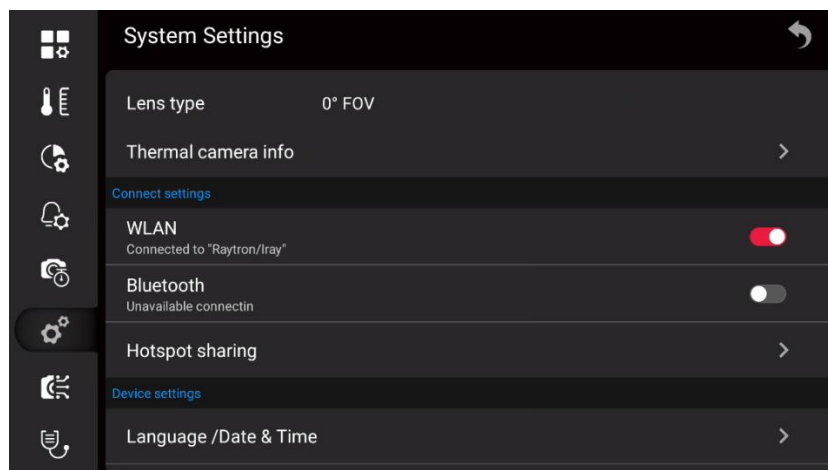 System Settings
Lens type 0° FOV
Thermal camera info
Connect settings
WLAN
Connected to "Raytron/Iray"
Bluetooth
Unavailable connectin
Hotspot sharing
Device settings
Language /Date & Time